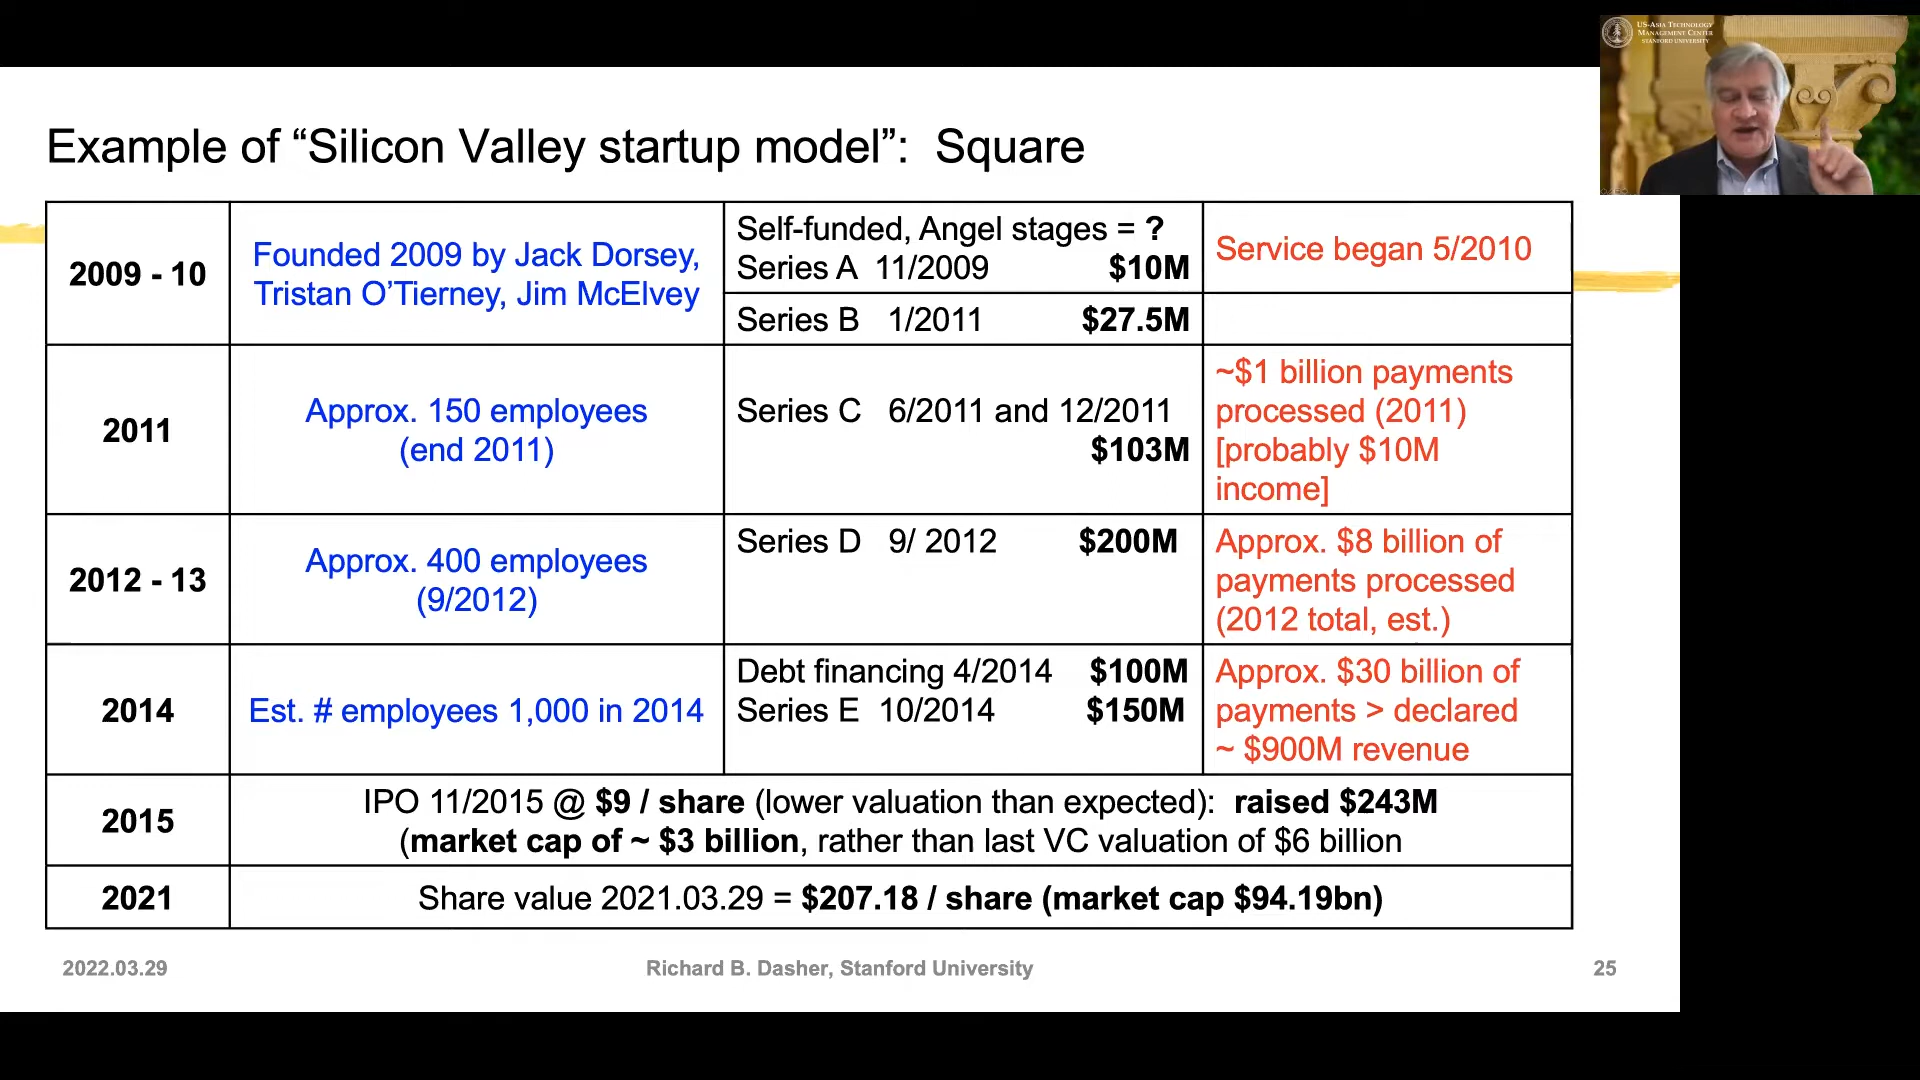 US-ASIA TECHNOLOGY
MANAGEMENT CENTER
STANFORD UNIVERSITY
Example of “Silicon Valley startup model”:  Square
2009 - 10
Founded 2009 by Jack Dorsey,
Tristan O’Tierney, Jim McElvey
Self-funded, Angel stages = ?
Series A  11/2009 $10M
Service began 5/2010
Series B  1/2011 $27.5M
2011
Approx. 150 employees
(end 2011)
Series C  6/2011 and 12/2011
$103M
~$1 billion payments
processed (2011)
[probably $10M
income]
2012 - 13
Approx. 400 employees
(9/2012)
Series D  9/ 2012 $200M
Approx. $8 billion of
payments processed
(2012 total, est.)
2014
Est. # employees 1,000 in 2014
Debt financing 4/2014 $100M
Series E  10/2014 $150M
Approx. $30 billion of
payments > declared
~ $900M revenue
2015
IPO 11/2015 @ $9 / share (lower valuation than expected):  raised $243M
(market cap of ~ $3 billion, rather than last VC valuation of $6 billion
2021
Share value 2021.03.29 = $207.18 / share (market cap $94.19bn)
2022.03.29
Richard B. Dasher, Stanford University
25